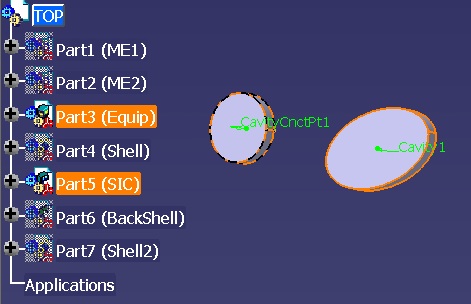 TOP
Part1 (ME1)
Part2 (ME2)
Part3 (Equip)
Part4 (Shell)
Part5 (SIC)
Part6 (BackShell)
Part7 (Shell2)
Applications
CavityCnctPt1
Cavity1